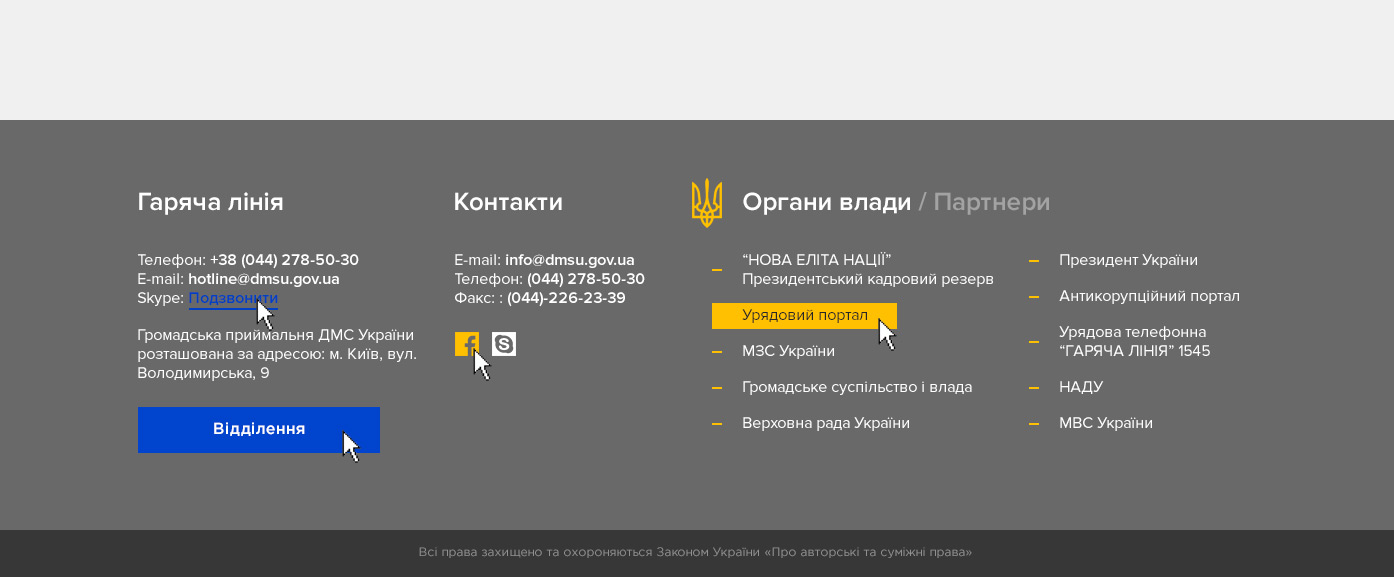 Гаряча лінія
Телефон: +38 (044) 278-50-30
E-mail: hotline@dmsu.gov.ua
Skype: Подзвонити
Громадська приймальня ДМС України
розташована за адресою: м. Київ, вул.
Володимирська, 9
Відділення
Контакти
E-mail: info@dmsu.gov.ua
Телефон: (044) 278-50-30
Факс: : (044)-226-23-39
Органи влади / Партнери
“НОВА ЕЛІТА НАЦІЇ”
Президентський кадровий резерв
Урядовий портал
МЗС України
Громадське суспільство і влада
Верховна рада України
Президент України
Антикорупційний портал
Урядова телефонна
“ГАРЯЧА ЛІНІЯ” 1545
НАДУ
МВС України
Всі права захищено та охороняються Законом України «Про авторські та суміжні права»